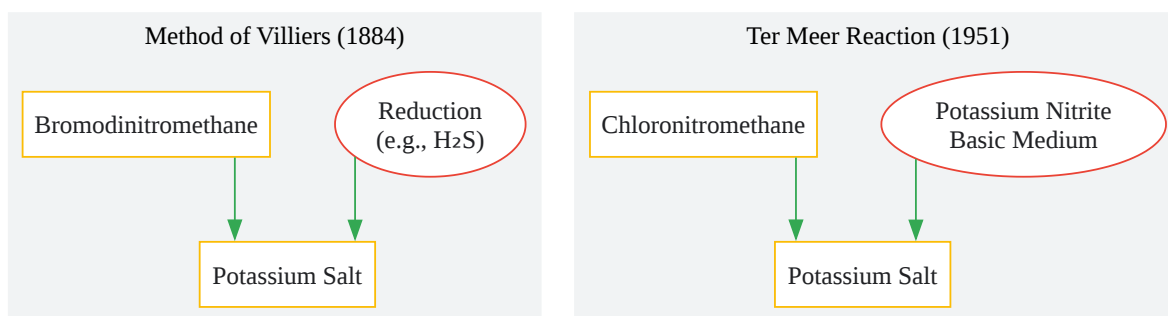 Method of Villiers (1884)
Bromodinitromethane
Reduction
(e.g., H₂S)
Potassium Salt
Ter Meer Reaction (1951)
Chloronitromethane
Potassium Nitrite
Basic Medium
Potassium Salt